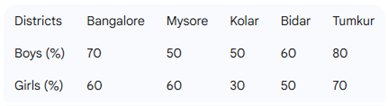 Districts Bangalore Mysore Kolar Bidar Tumkur
Boys (%) 70 50 50 60 80
Girls (%) 60 60 30 50 70